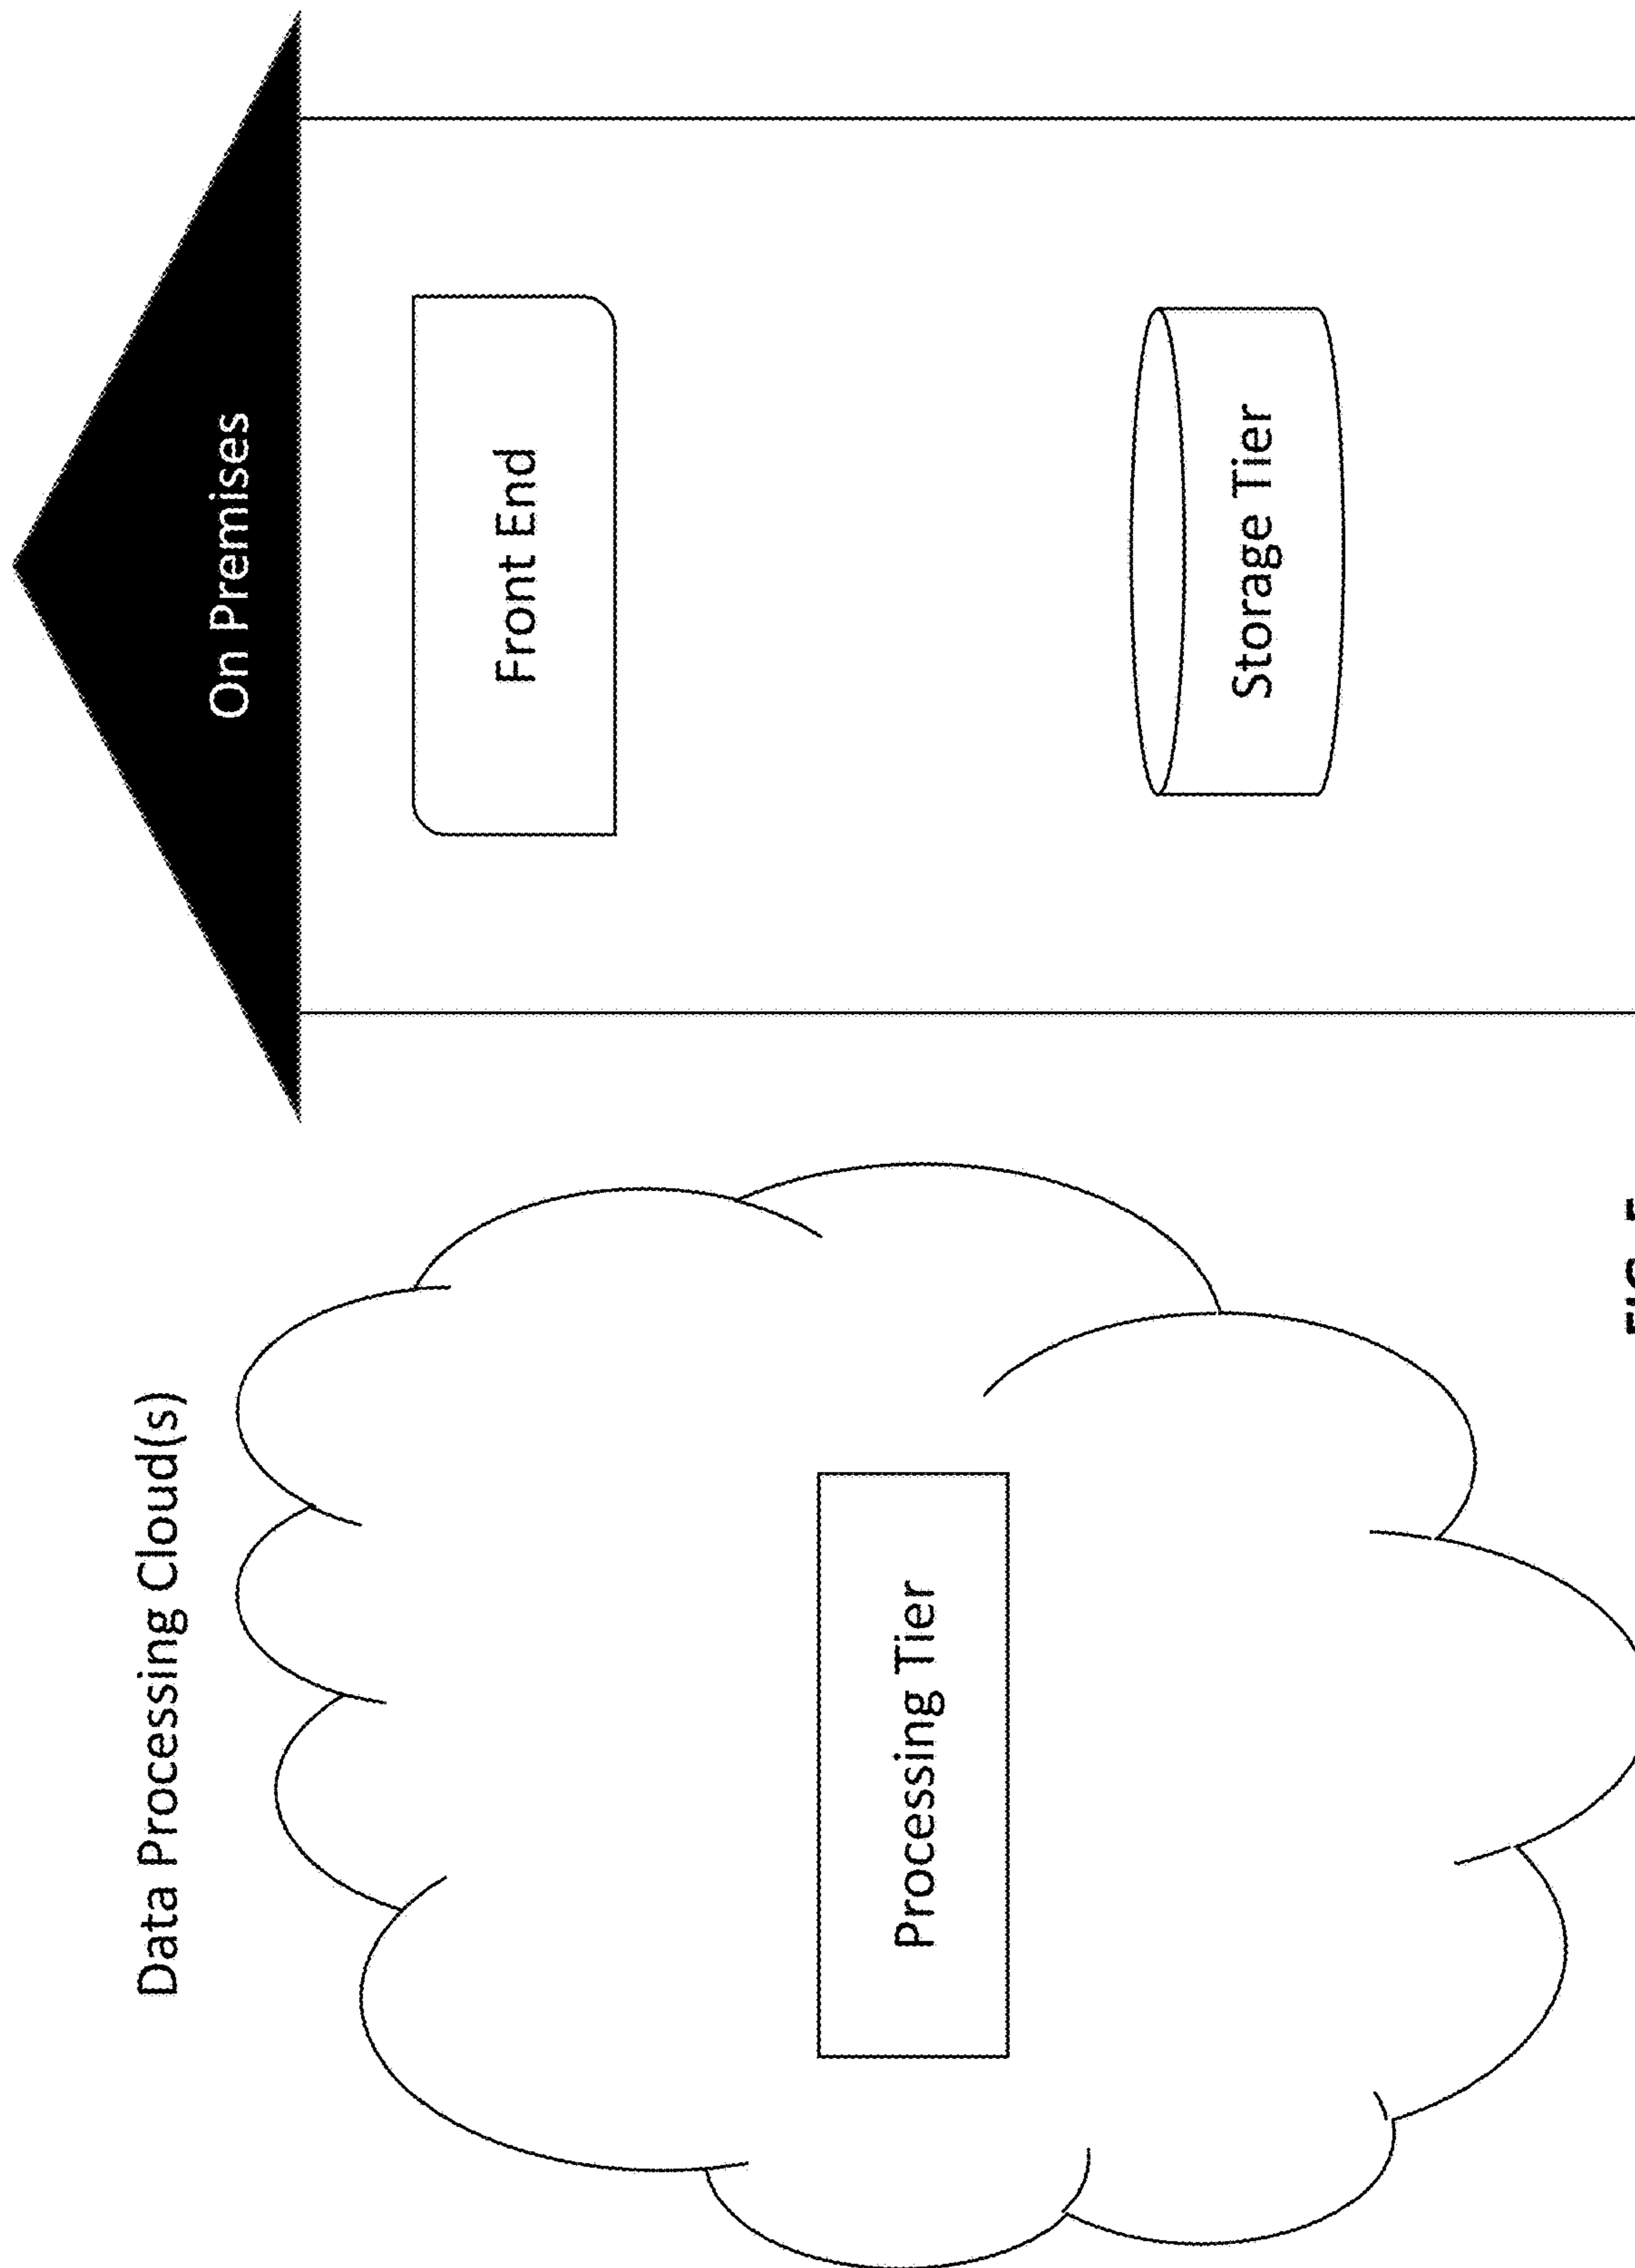 Data Processing Cloud(s)
Processing Tier
On Premises
Front End
Storage Tier